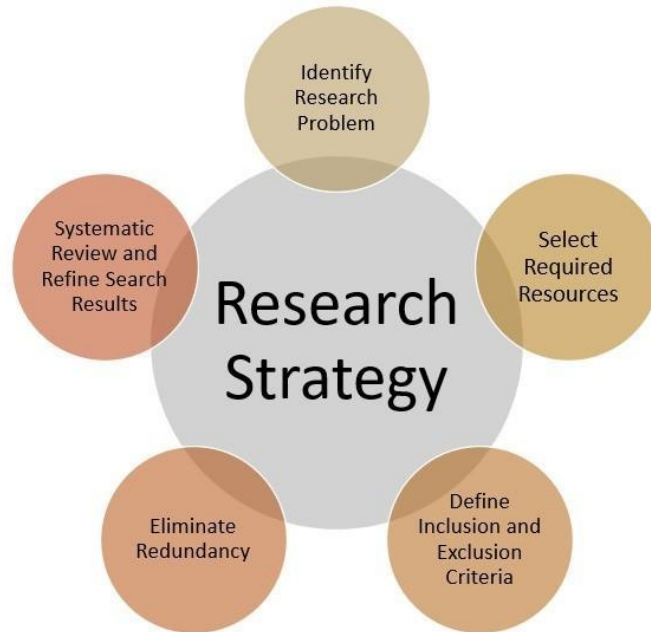 Identify
Research
Problem
Select
Required
Resources
Define
Inclusion and
Exclusion
Criteria
Eliminate
Redundancy
Systematic
Review and
Refine Search
Results
Research
Strategy